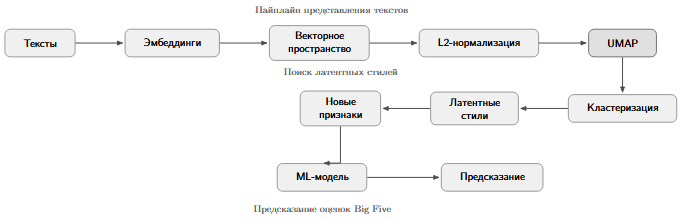 Пайплайн представления текстов
Тексты
Эмбеддинги
Векторное
пространство
L2-нормализация
UMAP
Поиск латентных стилей
Новые
признаки
Латентные
стили
Кластеризация
ML-модель
Предсказание
Предсказание оценок Big Five